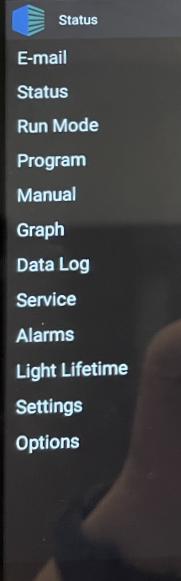 Status
E-mail
Status
Run Mode
Program
Manual
Graph
Data Log
Service
Alarms
Light Lifetime
Settings
Options